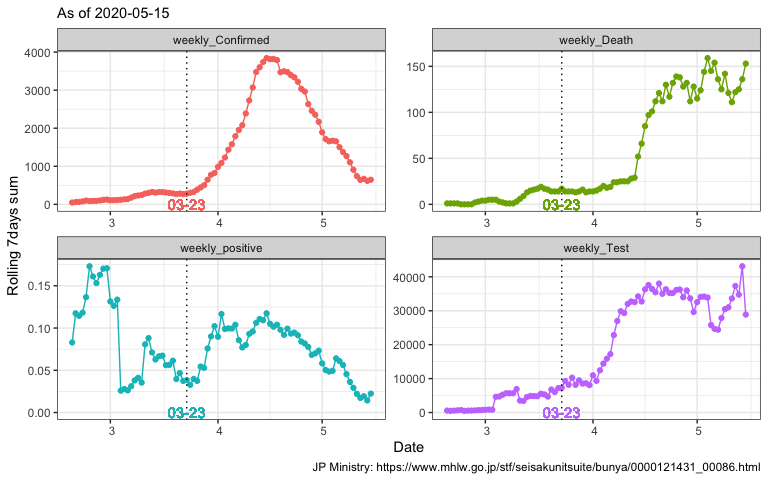 As of 2020-05-15
Rolling 7days sum
weekly_Confirmed
4000
3000
2000
1000
0
03-23
3 4 5
weekly_Death
150
100
50
0
03-23
3 4 5
weekly_positive
0.15
0.10
0.05
0.00
03-23
3 4 5
weekly_Test
40000
30000
20000
10000
0
03-23
3 4 5
Date
JP Ministry: https://www.mhlw.go.jp/stf/seisakunitsuite/bunya/0000121431_00086.html